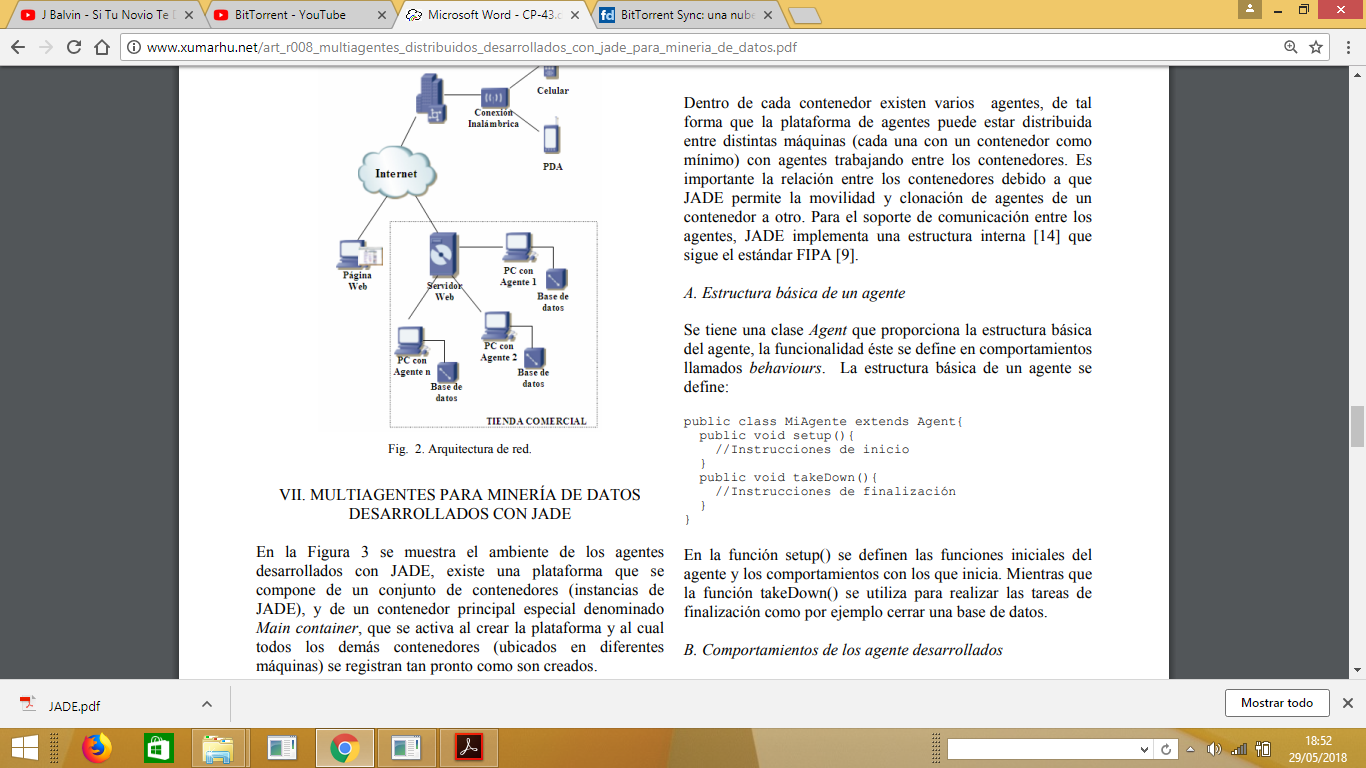 J Balvin - Si Tu Novio Te D
BitTorrent - YouTube
Microsoft Word - CP-43.d
BitTorrent Sync: una nube
www.xumarhu.net/art_r008_multiagentes_distribuidos_desarrollados_con_jade_para_mineria_de_datos.pdf
Celular
Conexión
Inalámbrica
PDA
Internet
Página
Web
Servidor
Web
PC con
Agente 1
Base de
datos
PC con
Agente 2
Base de
datos
PC con
Agente n
Base de
datos
TIENDA COMERCIAL
Fig. 2. Arquitectura de red.
VII. MULTIAGENTES PARA MINERÍA DE DATOS
DESARROLLADOS CON JADE
En la Figura 3 se muestra el ambiente de los agentes
desarrollados con JADE, existe una plataforma que se
compone de un conjunto de contenedores (instancias de
JADE), y de un contenedor principal especial denominado
Main container, que se activa al crear la plataforma y al cual
todos los demás contenedores (ubicados en diferentes
máquinas) se registran tan pronto como son creados.
Dentro de cada contenedor existen varios agentes, de tal
forma que la plataforma de agentes puede estar distribuida
entre distintas máquinas (cada una con un contenedor como
mínimo) con agentes trabajando entre los contenedores. Es
importante la relación entre los contenedores debido a que
JADE permite la movilidad y clonación de agentes de un
contenedor a otro. Para el soporte de comunicación entre los
agentes, JADE implementa una estructura interna [14] que
sigue el estándar FIPA [9].
A. Estructura básica de un agente
Se tiene una clase Agent que proporciona la estructura básica
del agente, la funcionalidad éste se define en comportamientos
llamados behaviours. La estructura básica de un agente se
define:
public class MiAgente extends Agent{
public void setup(){
//Instrucciones de inicio
}
public void takeDown(){
//Instrucciones de finalización
}
}
En la función setup() se definen las funciones iniciales del
agente y los comportamientos con los que inicia. Mientras que
la función takeDown() se utiliza para realizar las tareas de
finalización como por ejemplo cerrar una base de datos.
B. Comportamientos de los agente desarrollados
JADE.pdf
Mostrar todo
18:52
29/05/2018